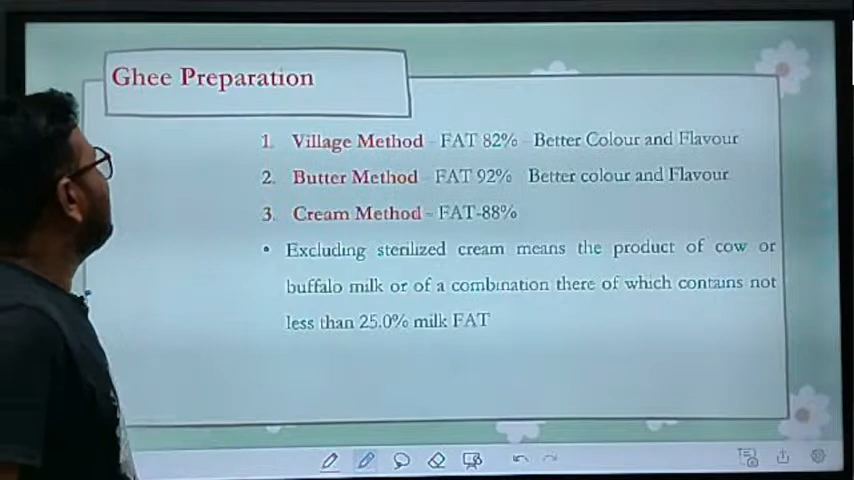 Ghee Preparation
1. Village Method - FAT 82% - Better Colour and Flavour
2. Butter Method - FAT 92% Better colour and Flavour
3. Cream Method - FAT-88%
• Excluding sterilized cream means the product of cow or
buffalo milk or of a combination there of which contains not
less than 25.0% milk FAT